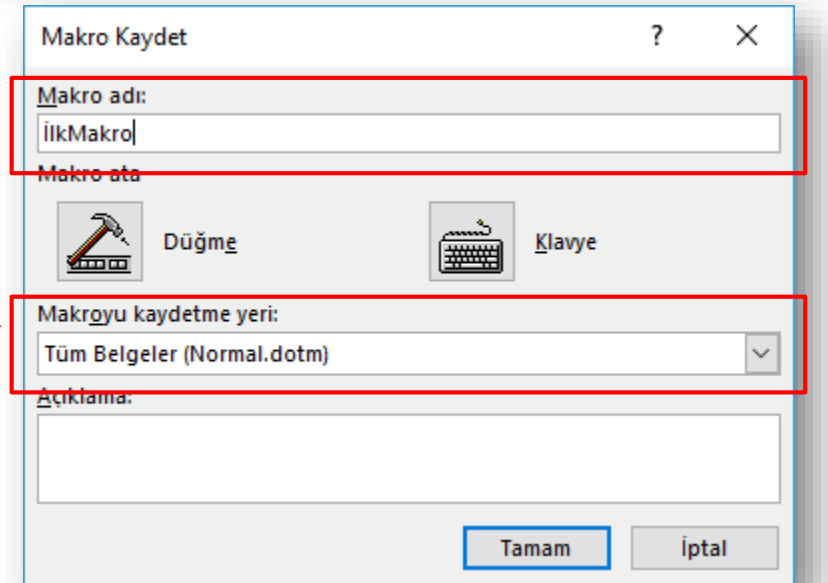 Makro Kaydet ?
Makro adı:
İlkMakro
Makro ata
Düğme Klavye
Makroyu kaydetme yeri:
Tüm Belgeler (Normal.dotm)
Açıklama:
Tamam İptal